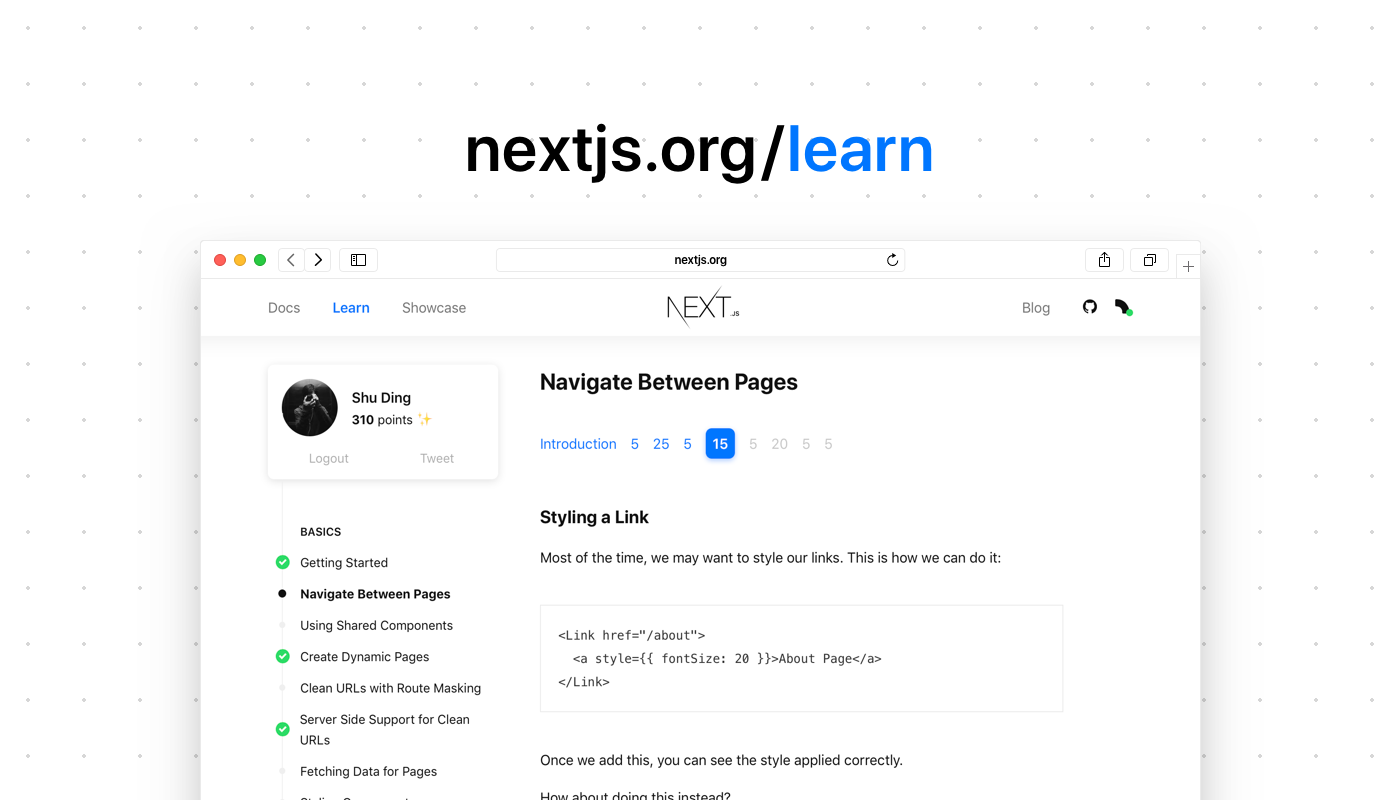 nextjs.org/learn
nextjs.org
Docs Learn Showcase NEXT.JS Blog
Shu Ding
310 points ✨
Logout Tweet
BASICS
Getting Started
Navigate Between Pages
Using Shared Components
Create Dynamic Pages
Clean URLs with Route Masking
Server Side Support for Clean
URLs
Fetching Data for Pages
Navigate Between Pages
Introduction 5 25 5 15 5 20 5 5
Styling a Link
Most of the time, we may want to style our links. This is how we can do it:
<Link href="/about">
  <a style={{ fontSize: 20 }}>About Page</a>
</Link>
Once we add this, you can see the style applied correctly.
How about doing this instead?